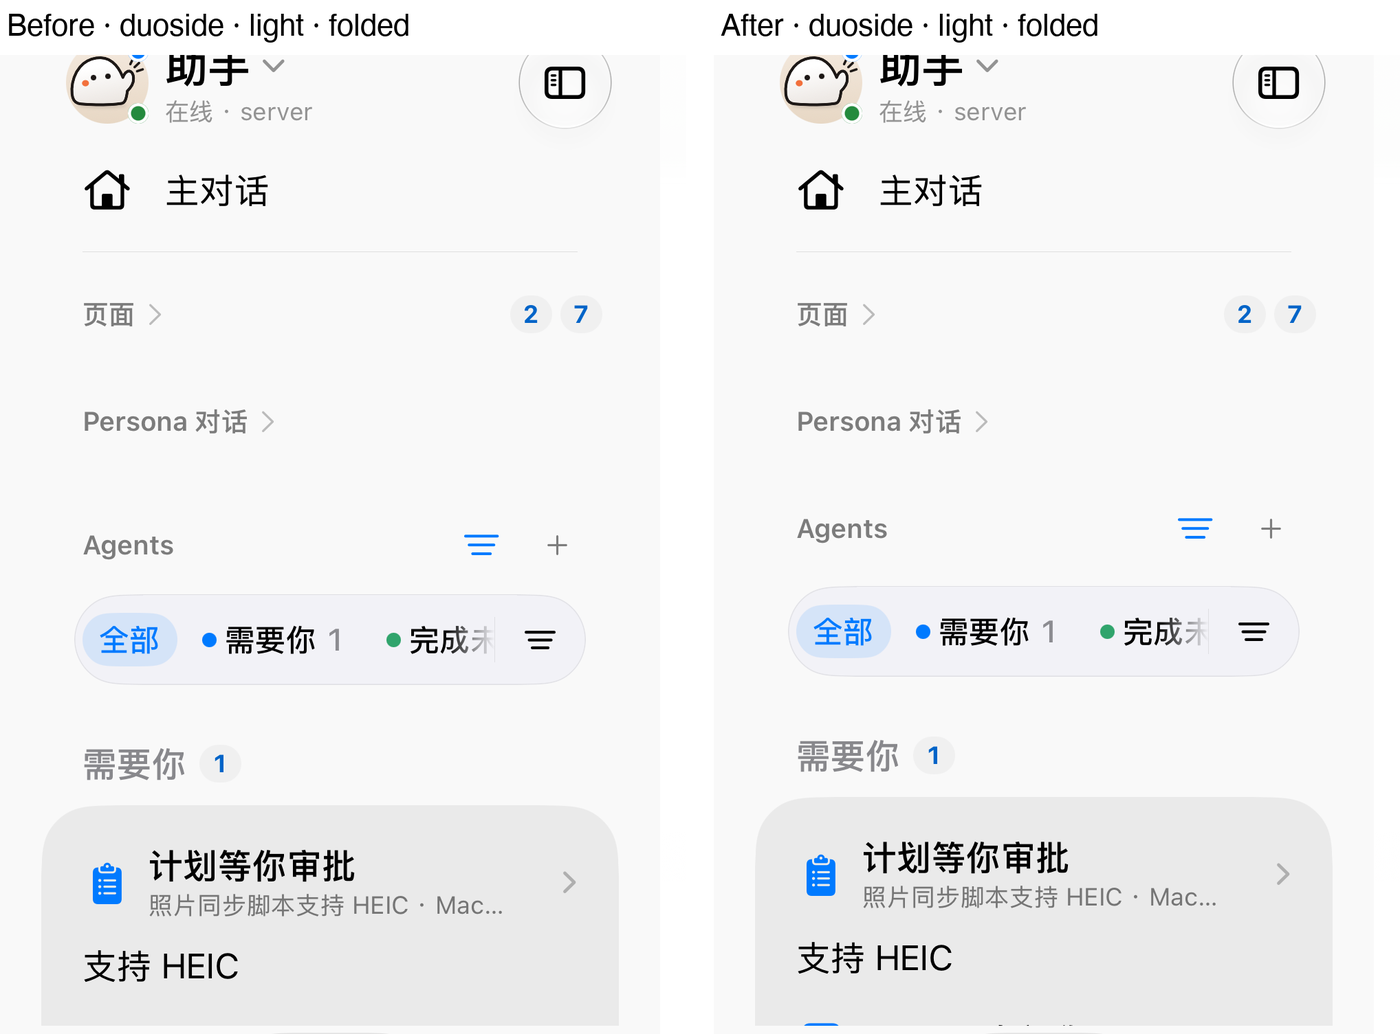 Before · duoside · light · folded
助手
在线 · server
主对话
页面
2 7
Persona 对话
Agents
全部 需要你 1 完成未
需要你 1
计划等你审批
照片同步脚本支持 HEIC · Mac...
支持 HEIC
After · duoside · light · folded
助手
在线 · server
主对话
页面
2 7
Persona 对话
Agents
全部 需要你 1 完成未
需要你 1
计划等你审批
照片同步脚本支持 HEIC · Mac...
支持 HEIC